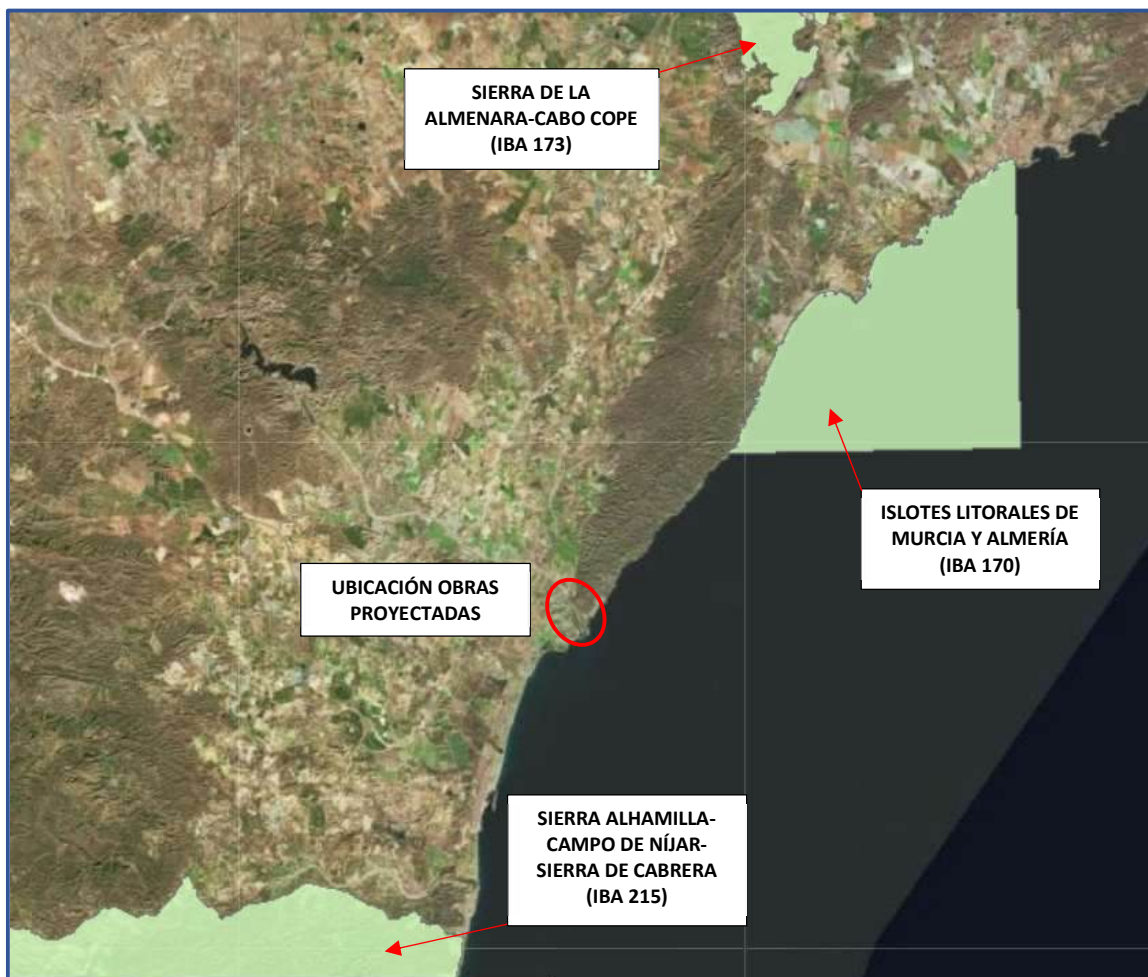 SIERRA DE LA
ALMENARA-CABO COPE
(IBA 173)
ISLOTES LITORALES DE
MURCIA Y ALMERÍA
(IBA 170)
UBICACIÓN OBRAS
PROYECTADAS
SIERRA ALHAMILLA-
CAMPO DE NÍJAR-
SIERRA DE CABRERA
(IBA 215)